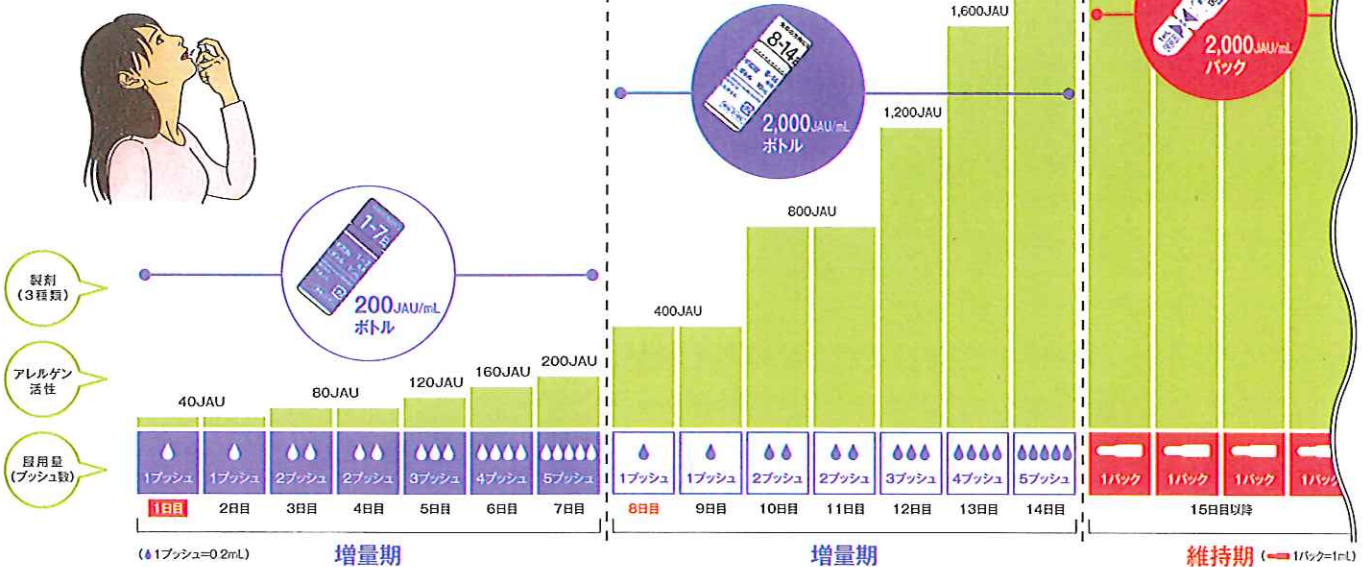 1,600JAU
8-14
2,000JAU/mL
パック
2,000JAU/mL
ボトル
1,200JAU
800JAU
1-7日
200JAU/mL
ボトル
製剤
(3種類)
400JAU
アレルゲン
活性
40JAU
80JAU
120JAU
160JAU
200JAU
服用量
(プッシュ数)
1プッシュ 1プッシュ 2プッシュ 2プッシュ 3プッシュ 4プッシュ 5プッシュ 1プッシュ 1プッシュ 2プッシュ 2プッシュ 3プッシュ 4プッシュ 5プッシュ 1パック 1パック 1パック 1パック
1日目 2日目 3日目 4日目 5日目 6日目 7日目 8日目 9日目 10日目 11日目 12日目 13日目 14日目 15日目以降
(1プッシュ=0.2mL) 増量期 増量期 維持期 (1パック=1mL)